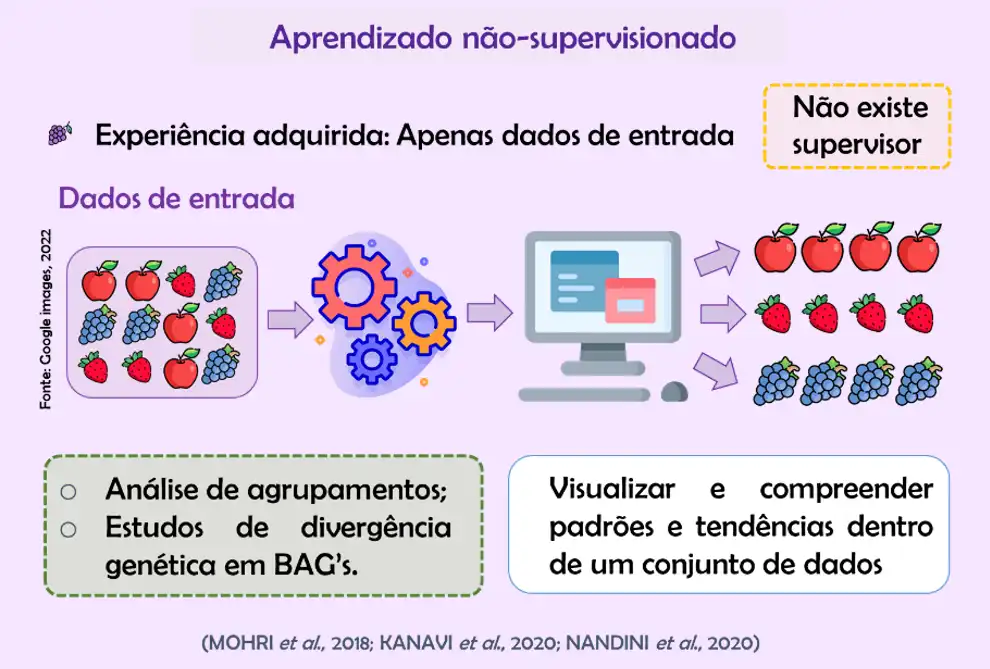 Aprendizado não-supervisionado
Não existe
supervisor
Experiência adquirida: Apenas dados de entrada
Dados de entrada
Fonte: Google images, 2022
Análise de agrupamentos;
Estudos de divergência
genética em BAG's.
Visualizar e compreender
padrões e tendências dentro
de um conjunto de dados
(MOHRI et al., 2018; KANAVI et al., 2020; NANDINI et al., 2020)